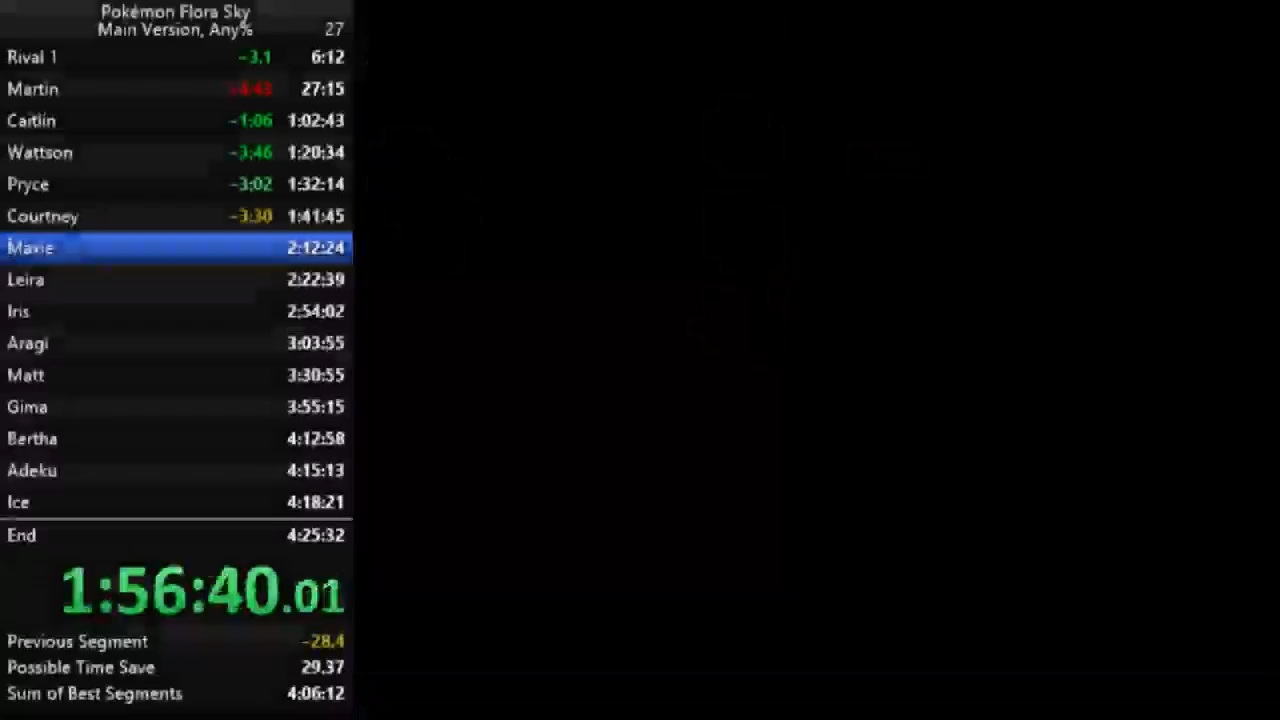 Pokémon Flora Sky
Main Version, Any% 27
Rival 1 -3.1 6:12
Martin -4:43 27:15
Caitlin -1:06 1:02:43
Wattson -3:46 1:20:34
Pryce -3:02 1:32:14
Courtney -3:30 1:41:45
Maxie 2:12:24
Leira 2:22:39
Iris 2:54:02
Aragi 3:03:55
Matt 3:30:55
Gima 3:55:15
Bertha 4:12:58
Adeku 4:15:13
Ice 4:18:21
End 4:25:32
1:56:40.01
Previous Segment -28.4
Possible Time Save 29.37
Sum of Best Segments 4:06:12